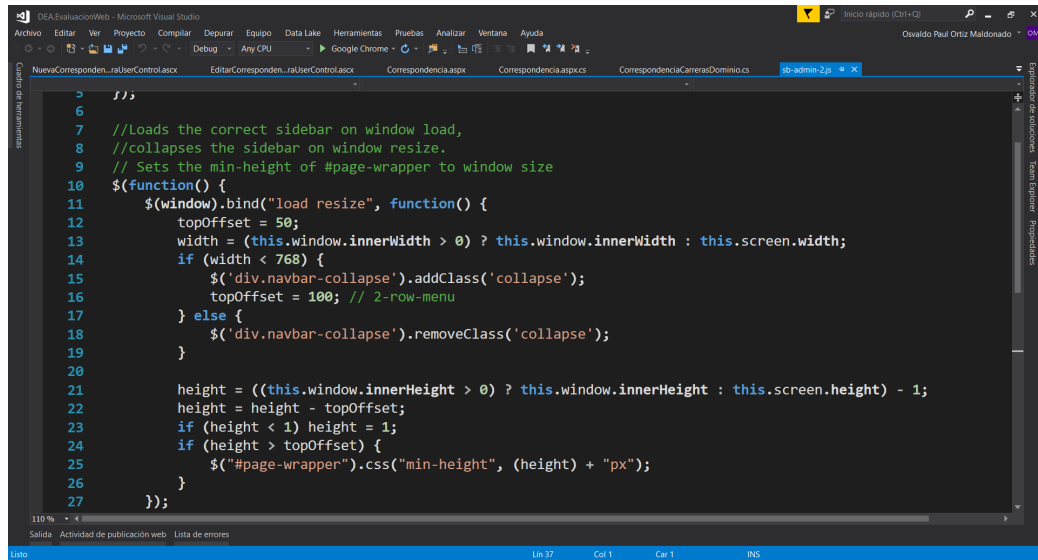 DEA.EvaluacionWeb - Microsoft Visual Studio
Inicio rápido (Ctrl+Q)
Archivo Editar Ver Proyecto Compilar Depurar Equipo Data Lake Herramientas Pruebas Analizar Ventana Ayuda
Osvaldo Paul Ortiz Maldonado OM
Debug Any CPU Google Chrome
NuevaCorresponden...raUserControl.ascx EditarCorresponden...raUserControl.ascx Correspondencia.aspx Correspondencia.aspx.cs CorrespondenciaCarrerasDominio.cs sb-admin-2.js
Cuadro de herramientas
Explorador de soluciones Team Explorer Propiedades
5 });
6
7 //Loads the correct sidebar on window load,
8 //collapses the sidebar on window resize.
9 // Sets the min-height of #page-wrapper to window size
10 $(function() {
11 $(window).bind("load resize", function() {
12 topOffset = 50;
13 width = (this.window.innerWidth > 0) ? this.window.innerWidth : this.screen.width;
14 if (width < 768) {
15 $('div.navbar-collapse').addClass('collapse');
16 topOffset = 100; // 2-row-menu
17 } else {
18 $('div.navbar-collapse').removeClass('collapse');
19 }
20
21 height = ((this.window.innerHeight > 0) ? this.window.innerHeight : this.screen.height) - 1;
22 height = height - topOffset;
23 if (height < 1) height = 1;
24 if (height > topOffset) {
25 $("#page-wrapper").css("min-height", (height) + "px");
26 }
27 });
110 %
Salida Actividad de publicación web Lista de errores
Listo Lín 37 Col 1 Car 1 INS